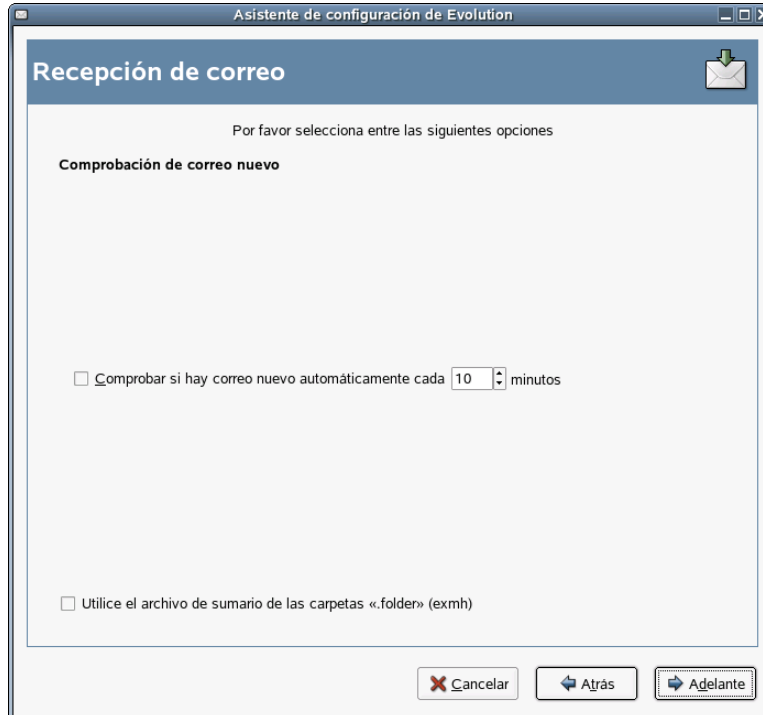 Asistente de configuración de Evolution
Recepción de correo
Por favor selecciona entre las siguientes opciones
Comprobación de correo nuevo
Comprobar si hay correo nuevo automáticamente cada 10 minutos
Utilice el archivo de sumario de las carpetas «.folder» (exmh)
Cancelar Atrás Adelante